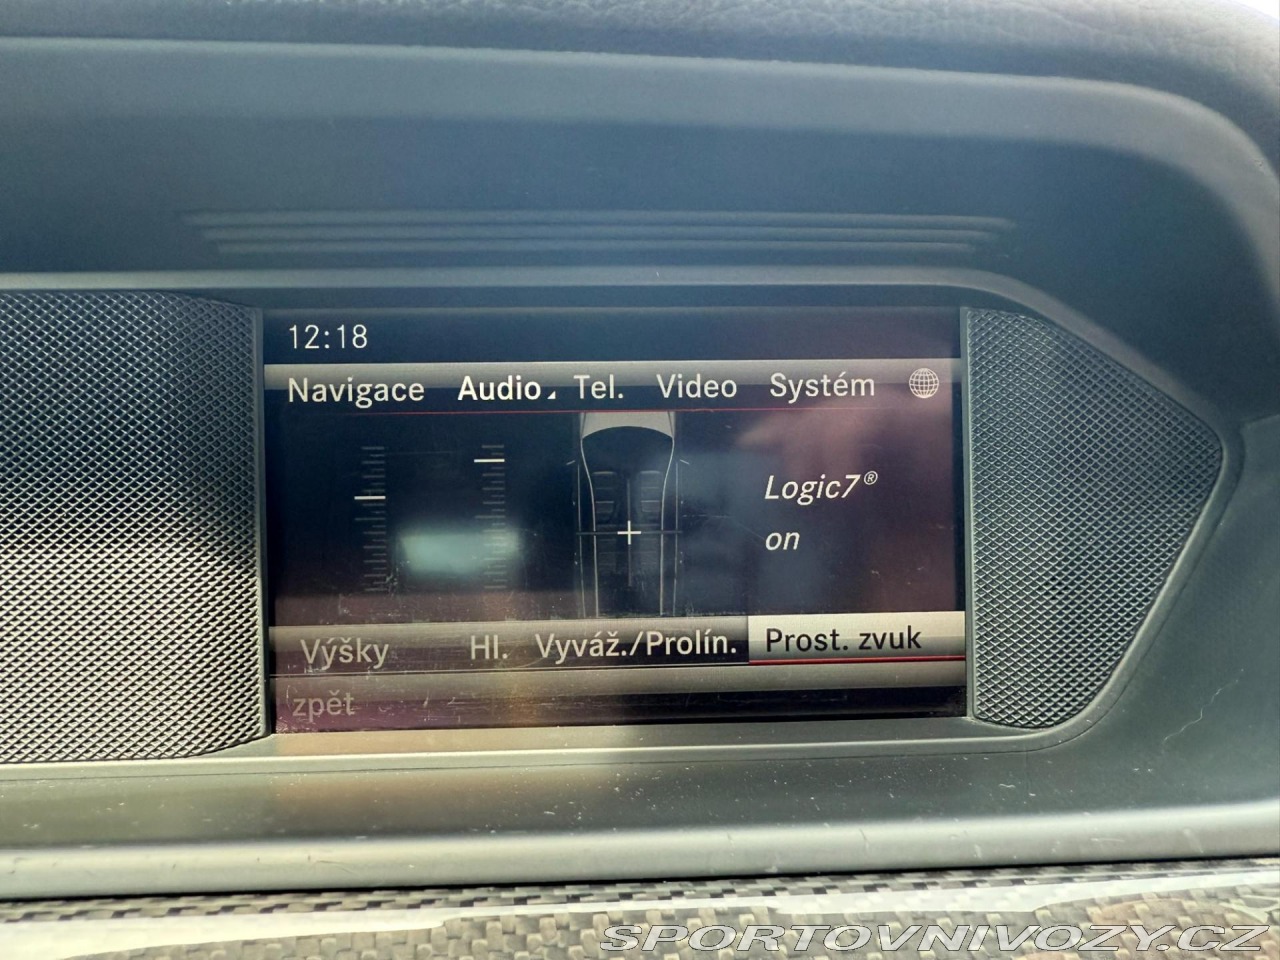 12:18
Navigace Audio Tel. Video Systém
Logic7®
on
Výšky Hl. Vyváž./Prolín. Prost. zvuk
zpět
SPORTOVNIVOZY.CZ